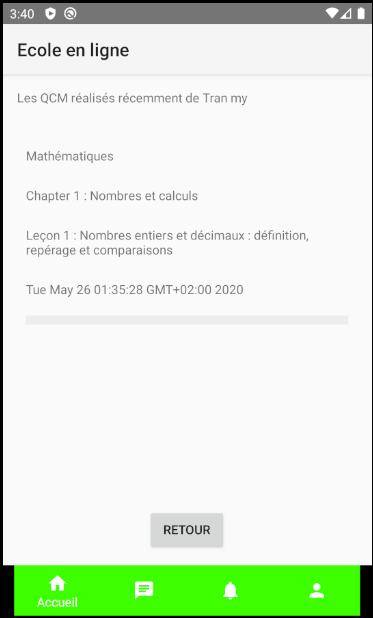 3:40
Ecole en ligne
Les QCM réalisés récemment de Tran my
Mathématiques
Chapter 1 : Nombres et calculs
Leçon 1 : Nombres entiers et décimaux : définition,
repérage et comparaisons
Tue May 26 01:35:28 GMT+02:00 2020
RETOUR
Accueil